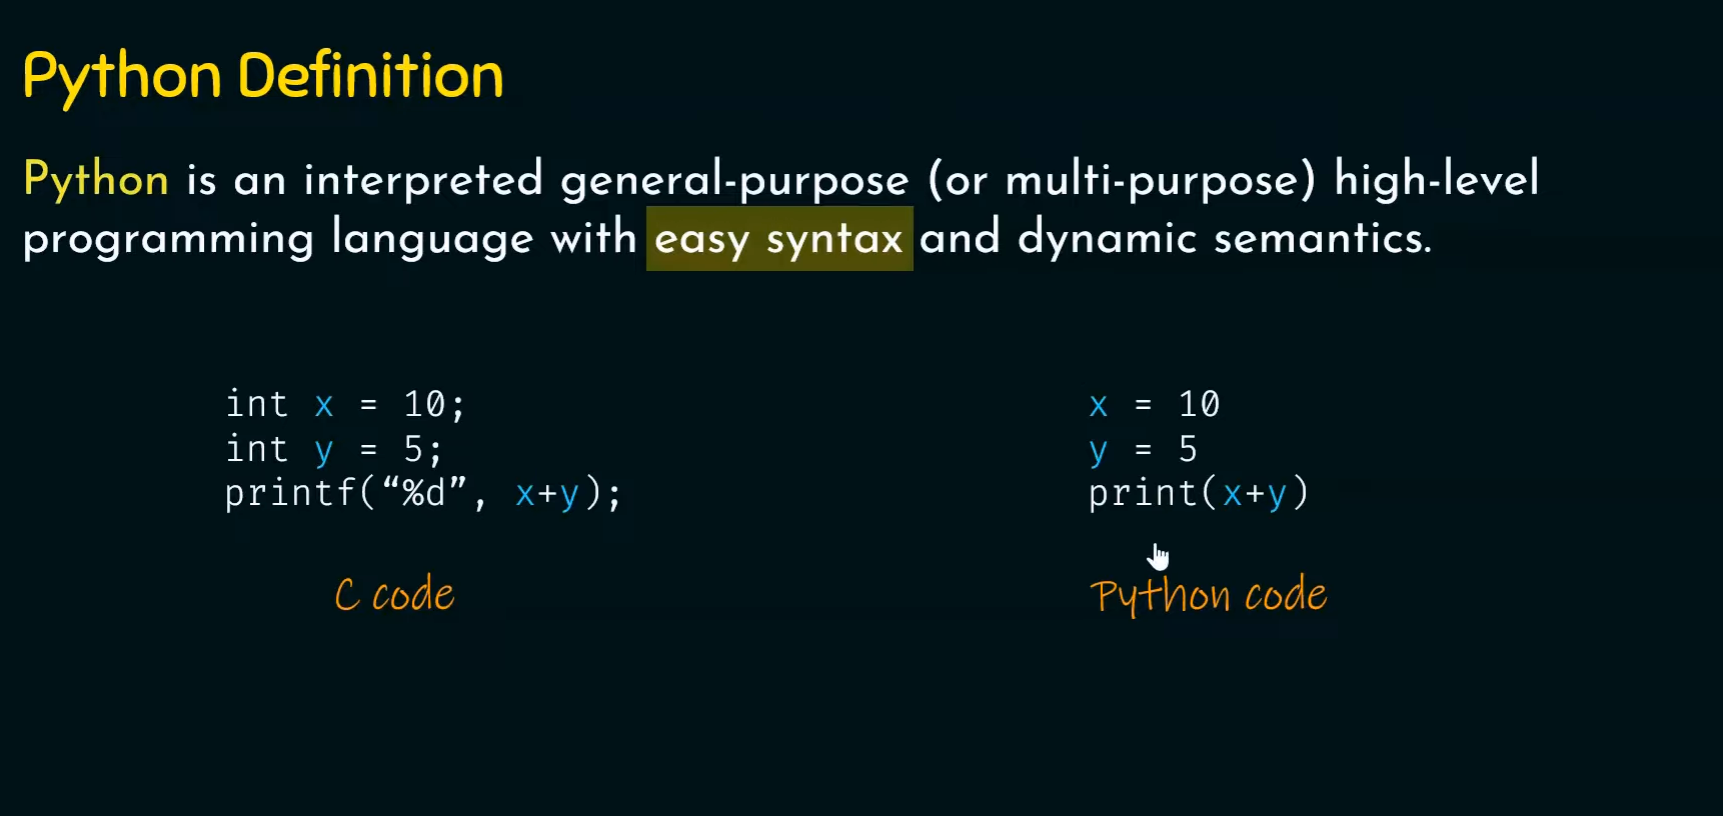 Python Definition
Python is an interpreted general-purpose (or multi-purpose) high-level
programming language with easy syntax and dynamic semantics.
int x = 10;
int y = 5;
printf(“%d”, x+y);
C code
x = 10
y = 5
print(x+y)
Python code